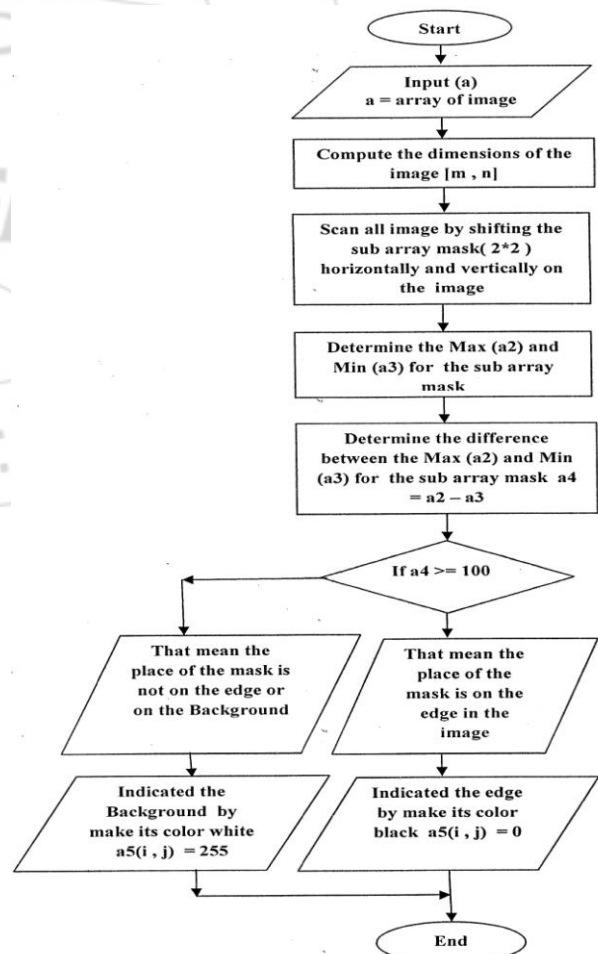 Start
Input (a)
a = array of image
Compute the dimensions of the
image [m , n]
Scan all image by shifting the
sub array mask( 2*2 )
horizontally and vertically on
the image
Determine the Max (a2) and
Min (a3) for the sub array
mask
Determine the difference
between the Max (a2) and Min
(a3) for the sub array mask a4
= a2 – a3
If a4 >= 100
That mean the
place of the mask is
not on the edge or
on the Background
That mean the
place of the
mask is on the
edge in the
image
Indicated the
Background by
make its color white
a5(i , j) = 255
Indicated the edge
by make its color
black a5(i , j) = 0
End